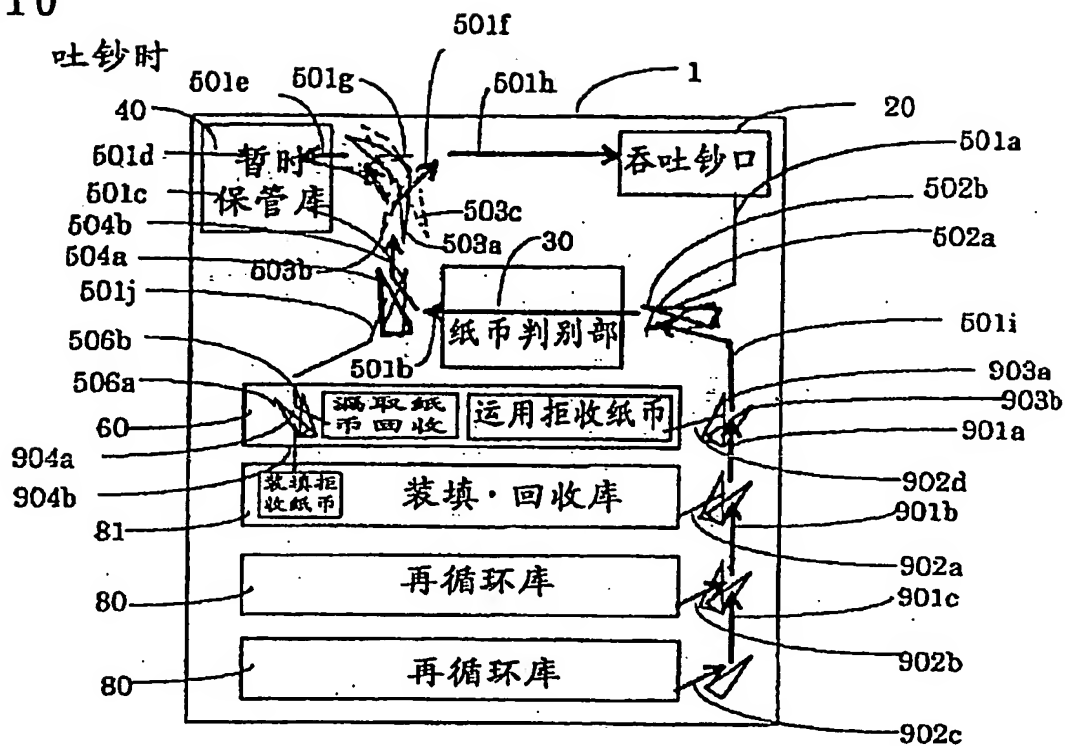 10
吐钞时
501f
501e
501g
501h
1
40
20
501d
暂时
保管库
吞吐钞口
501a
501c
502b
504b
503c
502a
504a
503b
503a
30
501j
纸币判别部
501i
506b
501b
903a
506a
漏取纸
币回收
运用拒收纸币
903b
60
901a
904a
902d
904b
装填拒
收纸币
装填·回收库
901b
81
902a
80
再循环库
901c
902b
80
再循环库
902c